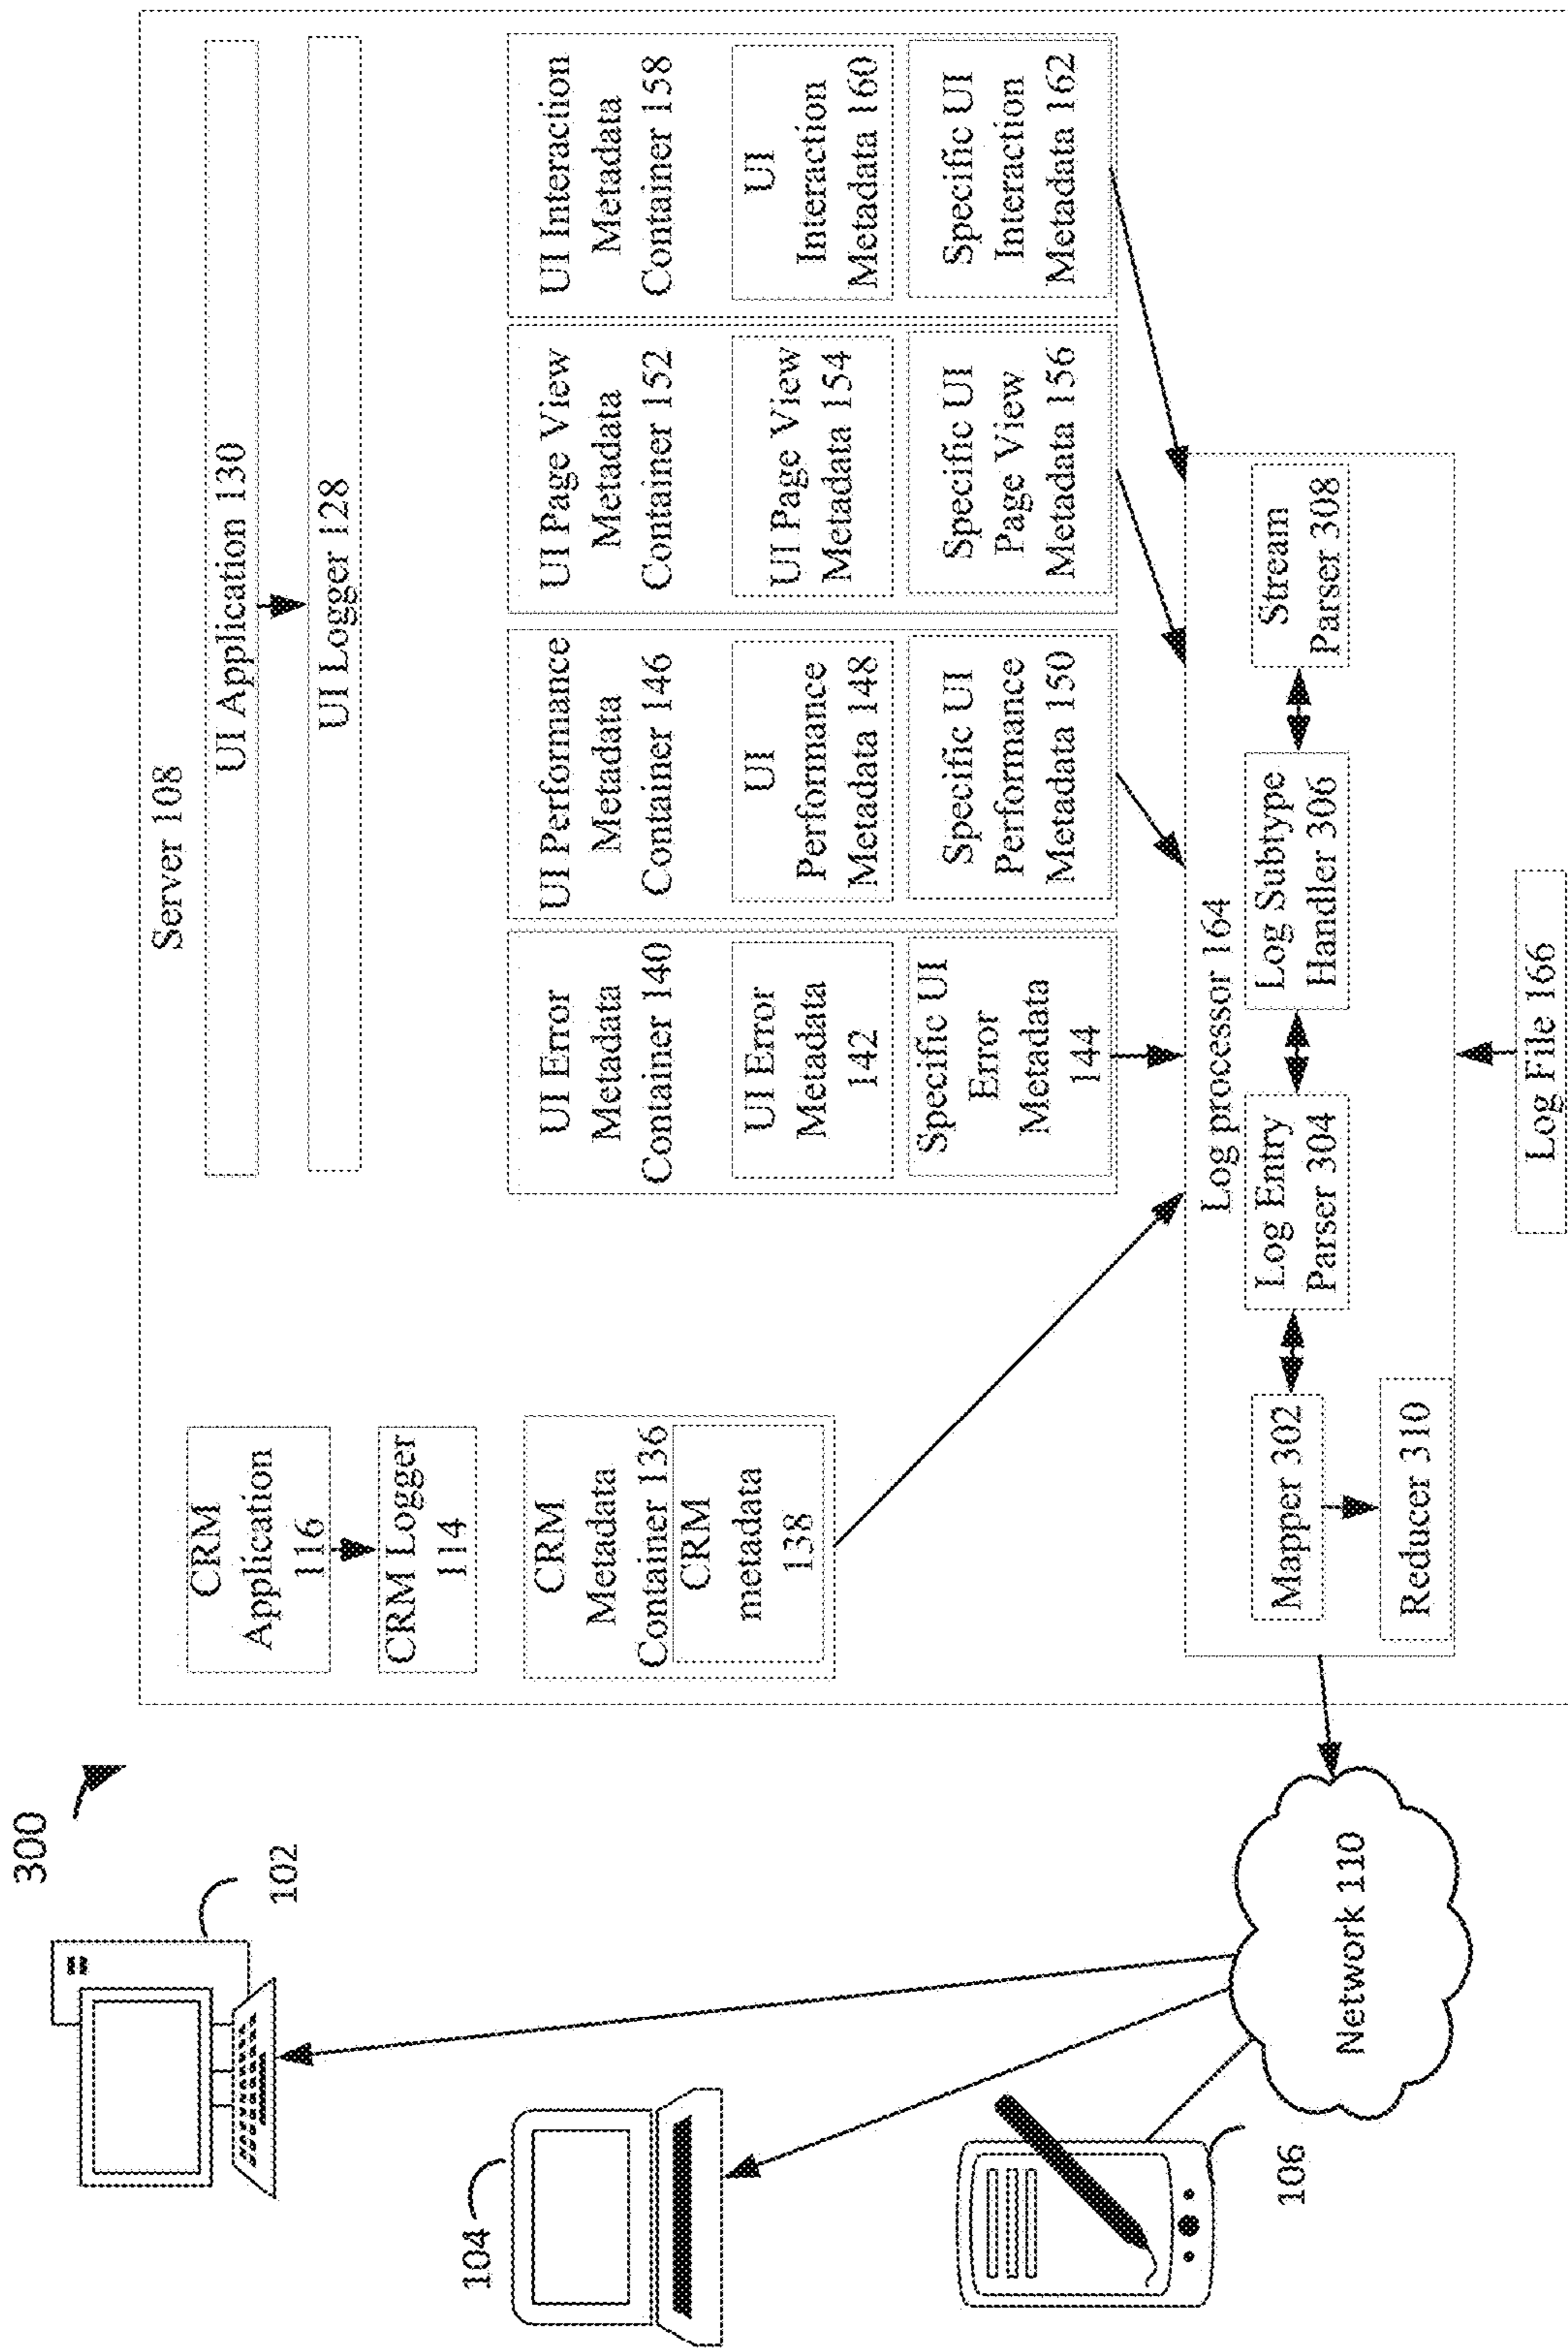 300
102
104
106
Network 110
Server 108
CRM
Application
116
CRM Logger
114
UI Application 130
UI Logger 128
CRM
Metadata
Container 136
CRM
metadata
138
UI Error
Metadata
Container 140
UI Error
Metadata
142
Specific UI
Error
Metadata
144
UI Performance
Metadata
Container 146
UI
Performance
Metadata 148
Specific UI
Performance
Metadata 150
UI Page View
Metadata
Container 152
UI Page View
Metadata 154
Specific UI
Page View
Metadata 156
UI Interaction
Metadata
Container 158
UI
Interaction
Metadata 160
Specific UI
Interaction
Metadata 162
Log processor 164
Mapper 302
Log Entry
Parser 304
Log Subtype
Handler 306
Stream
Parser 308
Reducer 310
Log File 166